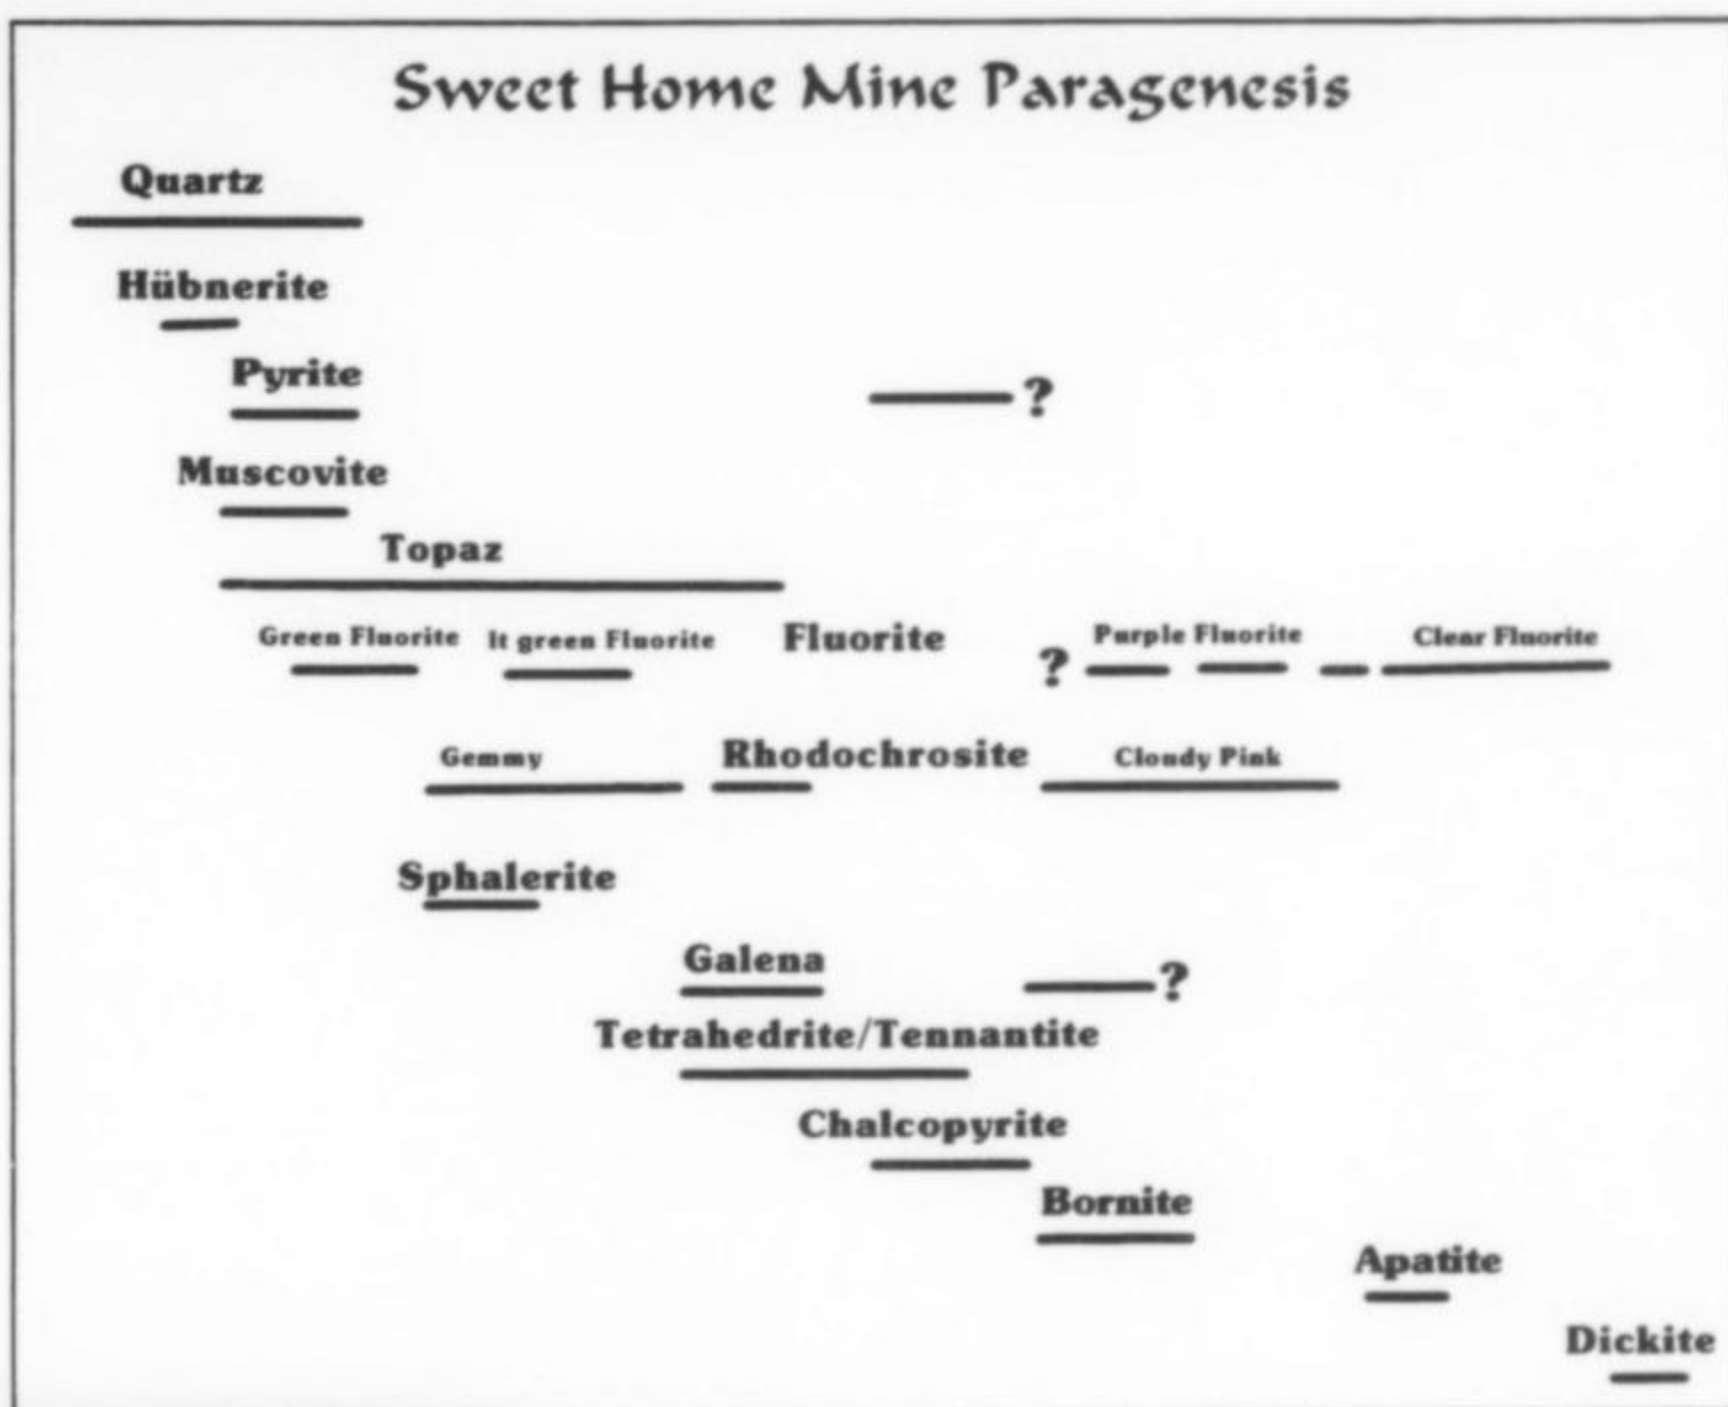 Sweet Home Mine Paragenesis
Quartz
Hübnerite
Pyrite
?
Muscovite
Topaz
Green Fluorite lt green Fluorite Fluorite ? Purple Fluorite Clear Fluorite
Gemmy Rhodochrosite Cloudy Pink
Sphalerite
Galena
?
Tetrahedrite/Tennantite
Chalcopyrite
Bornite
Apatite
Dickite